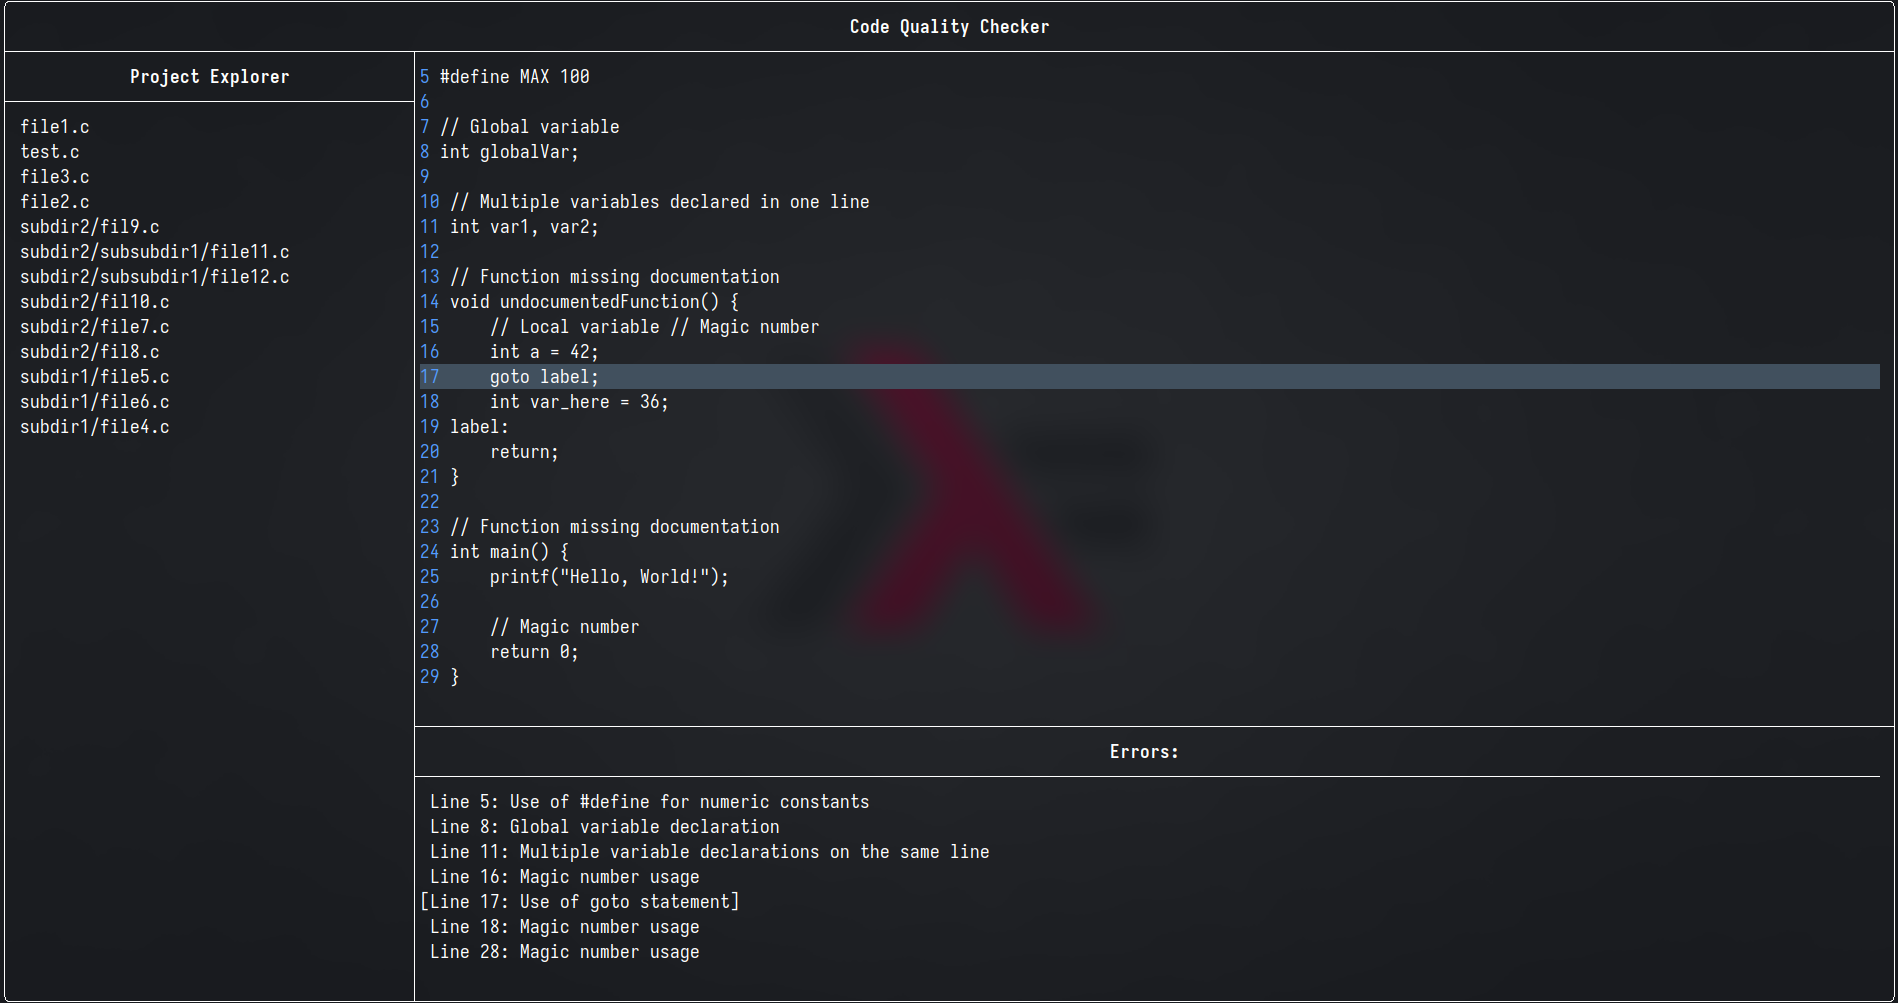 Code Quality Checker
Project Explorer
file1.c
test.c
file3.c
file2.c
subdir2/fil9.c
subdir2/subsubdir1/file11.c
subdir2/subsubdir1/file12.c
subdir2/fil10.c
subdir2/file7.c
subdir2/fil8.c
subdir1/file5.c
subdir1/file6.c
subdir1/file4.c
5 #define MAX 100
6
7 // Global variable
8 int globalVar;
9
10 // Multiple variables declared in one line
11 int var1, var2;
12
13 // Function missing documentation
14 void undocumentedFunction() {
15     // Local variable // Magic number
16     int a = 42;
17     goto label;
18     int var_here = 36;
19 label:
20     return;
21 }
22
23 // Function missing documentation
24 int main() {
25     printf("Hello, World!");
26
27     // Magic number
28     return 0;
29 }
Errors:
Line 5: Use of #define for numeric constants
Line 8: Global variable declaration
Line 11: Multiple variable declarations on the same line
Line 16: Magic number usage
[Line 17: Use of goto statement]
Line 18: Magic number usage
Line 28: Magic number usage